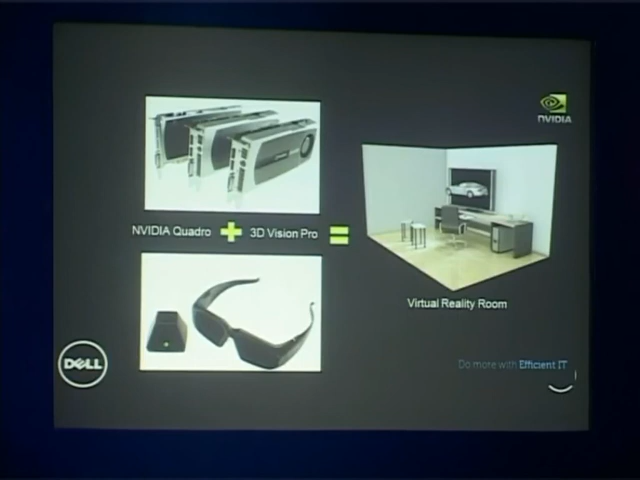 NVIDIA
NVIDIA Quadro + 3D Vision Pro =
Virtual Reality Room
DELL
Do more with Efficient IT